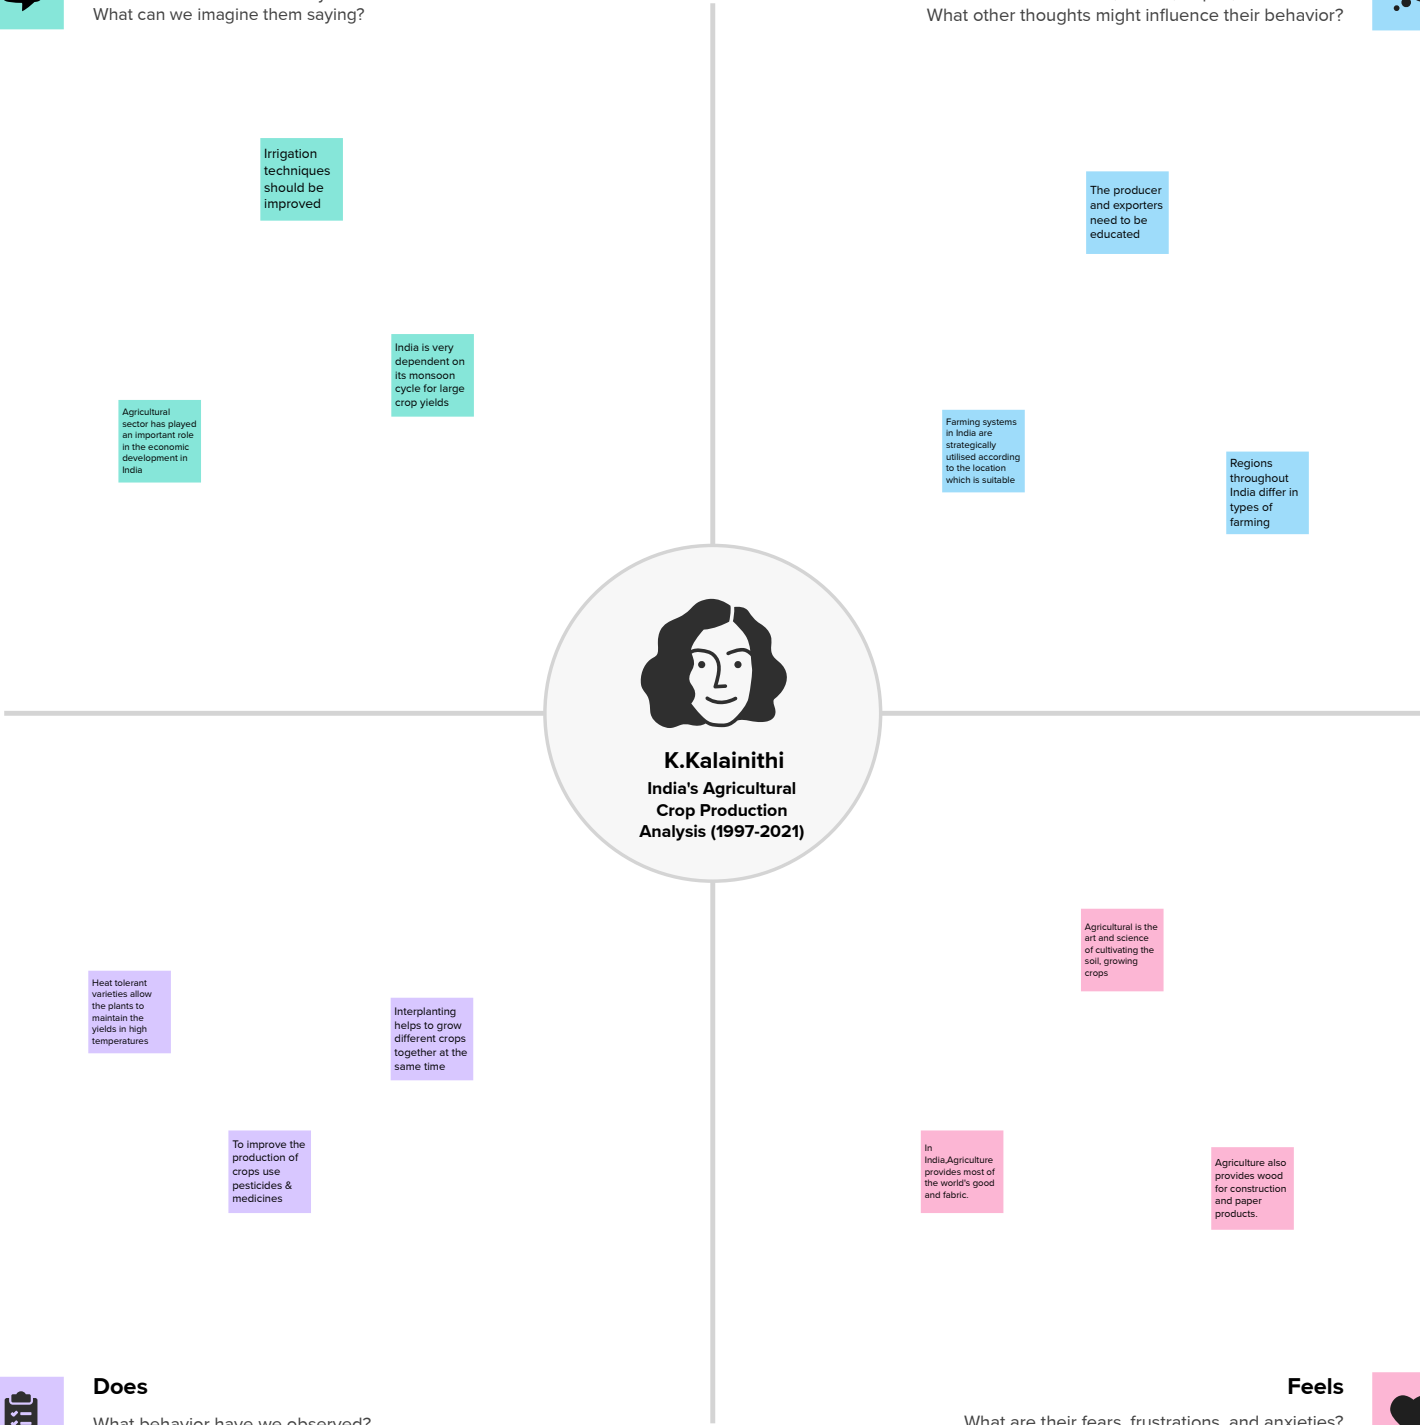 What can we imagine them saying?
What other thoughts might influence their behavior?
Irrigation
techniques
should be
improved
The producer
and exporters
need to be
educated
India is very
dependent on
its monsoon
cycle for large
crop yields
Agricultural
sector has played
an important role
in the economic
development in
India
Farming systems
in India are
strategically
utilised according
to the location
which is suitable
Regions
throughout
India differ in
types of
farming
K.Kalainithi
India's Agricultural
Crop Production
Analysis (1997-2021)
Heat tolerant
varieties allow
the plants to
maintain the
yields in high
temperatures
Interplanting
helps to grow
different crops
together at the
same time
To improve the
production of
crops use
pesticides &
medicines
Agricultural is the
art and science
of cultivating the
soil, growing
crops
In
India,Agriculture
provides most of
the world's good
and fabric.
Agriculture also
provides wood
for construction
and paper
products.
Does
What behavior have we observed?
Feels
What are their fears, frustrations, and anxieties?